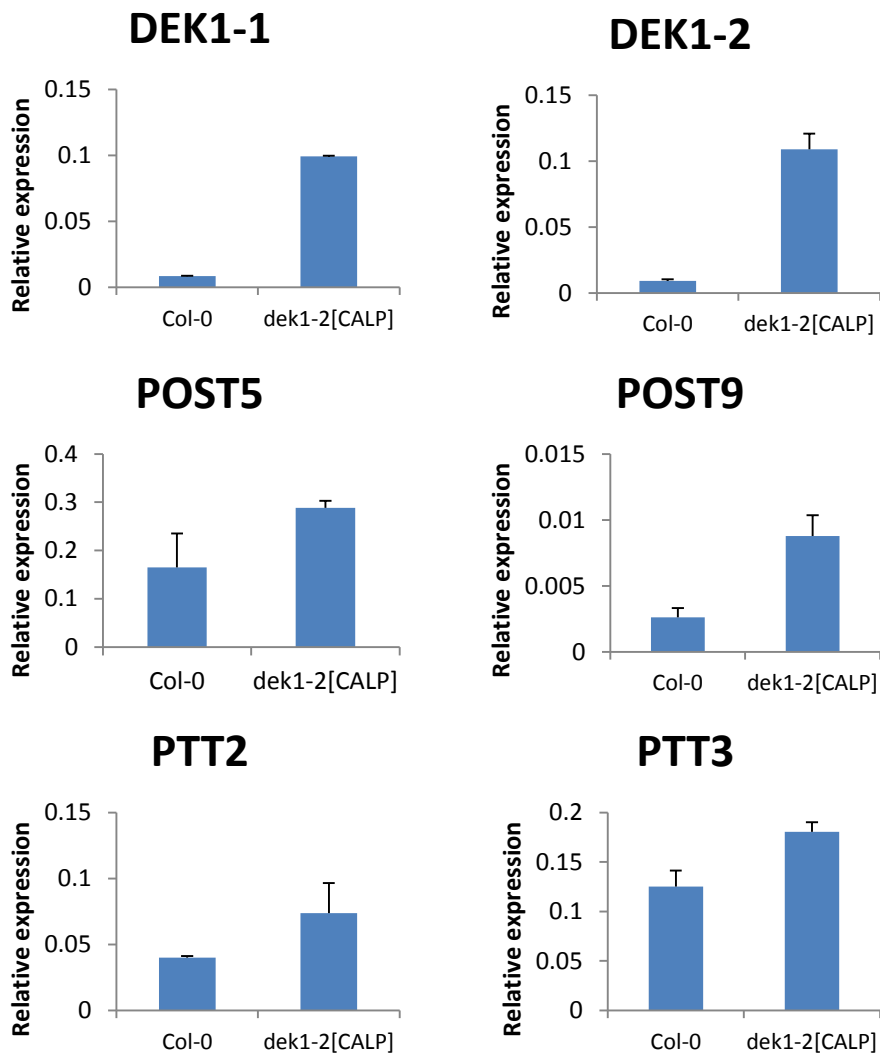 DEK1-1
Relative expression
0.15
0.1
0.05
0
Col-0 dek1-2[CALP]
DEK1-2
Relative expression
0.15
0.1
0.05
0
Col-0 dek1-2[CALP]
POST5
Relative expression
0.4
0.3
0.2
0.1
0
Col-0 dek1-2[CALP]
POST9
Relative expression
0.015
0.01
0.005
0
Col-0 dek1-2[CALP]
PTT2
Relative expression
0.15
0.1
0.05
0
Col-0 dek1-2[CALP]
PTT3
Relative expression
0.2
0.15
0.1
0.05
0
Col-0 dek1-2[CALP]